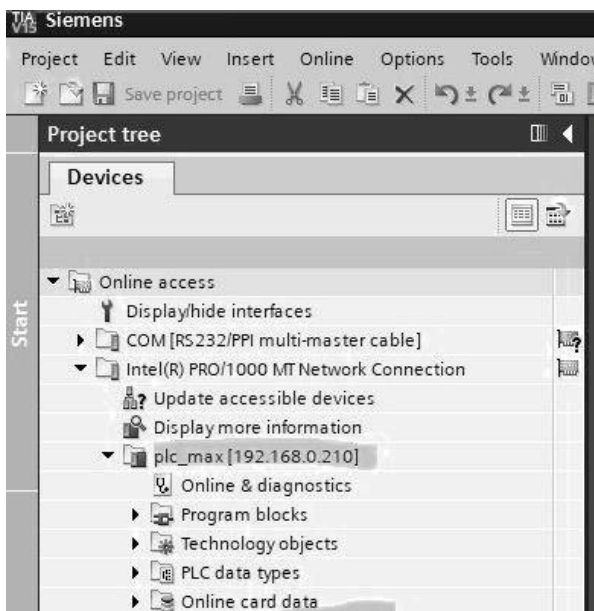 TIA
V15 Siemens
Project Edit View Insert Online Options Tools
Save project
Project tree
Devices
Start
Online access
Display/hide interfaces
COM [RS232/PPI multi-master cable]
Intel(R) PRO/1000 MT Network Connection
Update accessible devices
Display more information
plc_max [192.168.0.210]
Online & diagnostics
Program blocks
Technology objects
PLC data types
Online card data